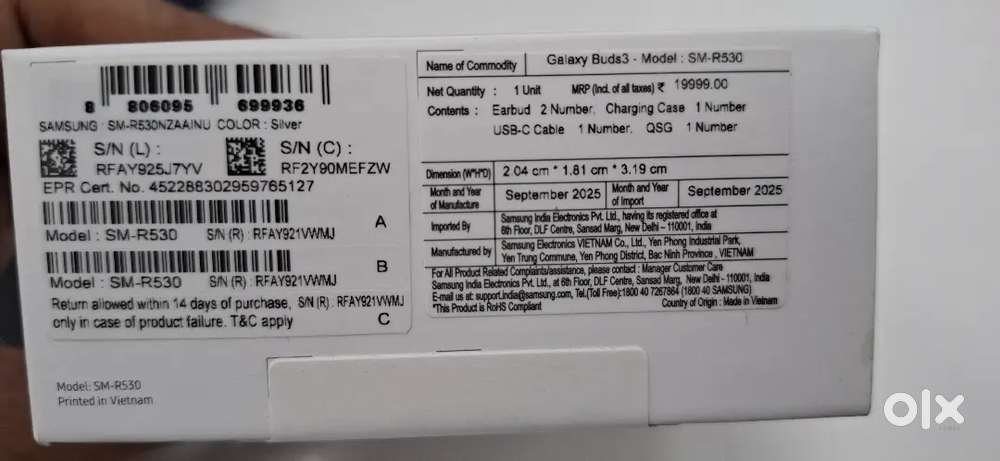 8 806095 699936
SAMSUNG : SM-R530NZAAINU COLOR : Silver
S/N (L) :
RFAY925J7YV
S/N (C) :
RF2Y90MEFZW
EPR Cert. No. 452288302959765127
A
Model : SM-R530 S/N (R) : RFAY921VWMJ
B
Model : SM-R530 S/N (R) : RFAY921VWMJ
Return allowed within 14 days of purchase, S/N (R) : RFAY921VWMJ
only in case of product failure. T&C apply C
Name of Commodity Galaxy Buds3 - Model : SM-R530
Net Quantity : 1 Unit MRP (Incl. of all taxes) ₹ 19999.00
Contents : Earbud 2 Number, Charging Case 1 Number
USB-C Cable 1 Number, QSG 1 Number
Dimension (W*H*D) 2.04 cm * 1.81 cm * 3.19 cm
Month and Year of Manufacture September 2025 Month and Year of Import September 2025
Imported By Samsung India Electronics Pvt. Ltd., having its registered office at
6th Floor, DLF Centre, Sansad Marg, New Delhi – 110001, India
Manufactured by Samsung Electronics VIETNAM Co., Ltd., Yen Phong Industrial Park,
Yen Trung Commune, Yen Phong District, Bac Ninh Province , VIETNAM
For All Product Related Complaints/assistance, please contact : Manager Customer Care
Samsung India Electronics Pvt. Ltd., at 6th Floor, DLF Centre, Sansad Marg, New Delhi – 110001, India
E-mail us at: support.india@samsung.com, Tel.(Toll Free):1800 40 7267864 (1800 40 SAMSUNG)
*This Product is RoHS Compliant Country of Origin : Made in Vietnam
Model: SM-R530
Printed in Vietnam
olx